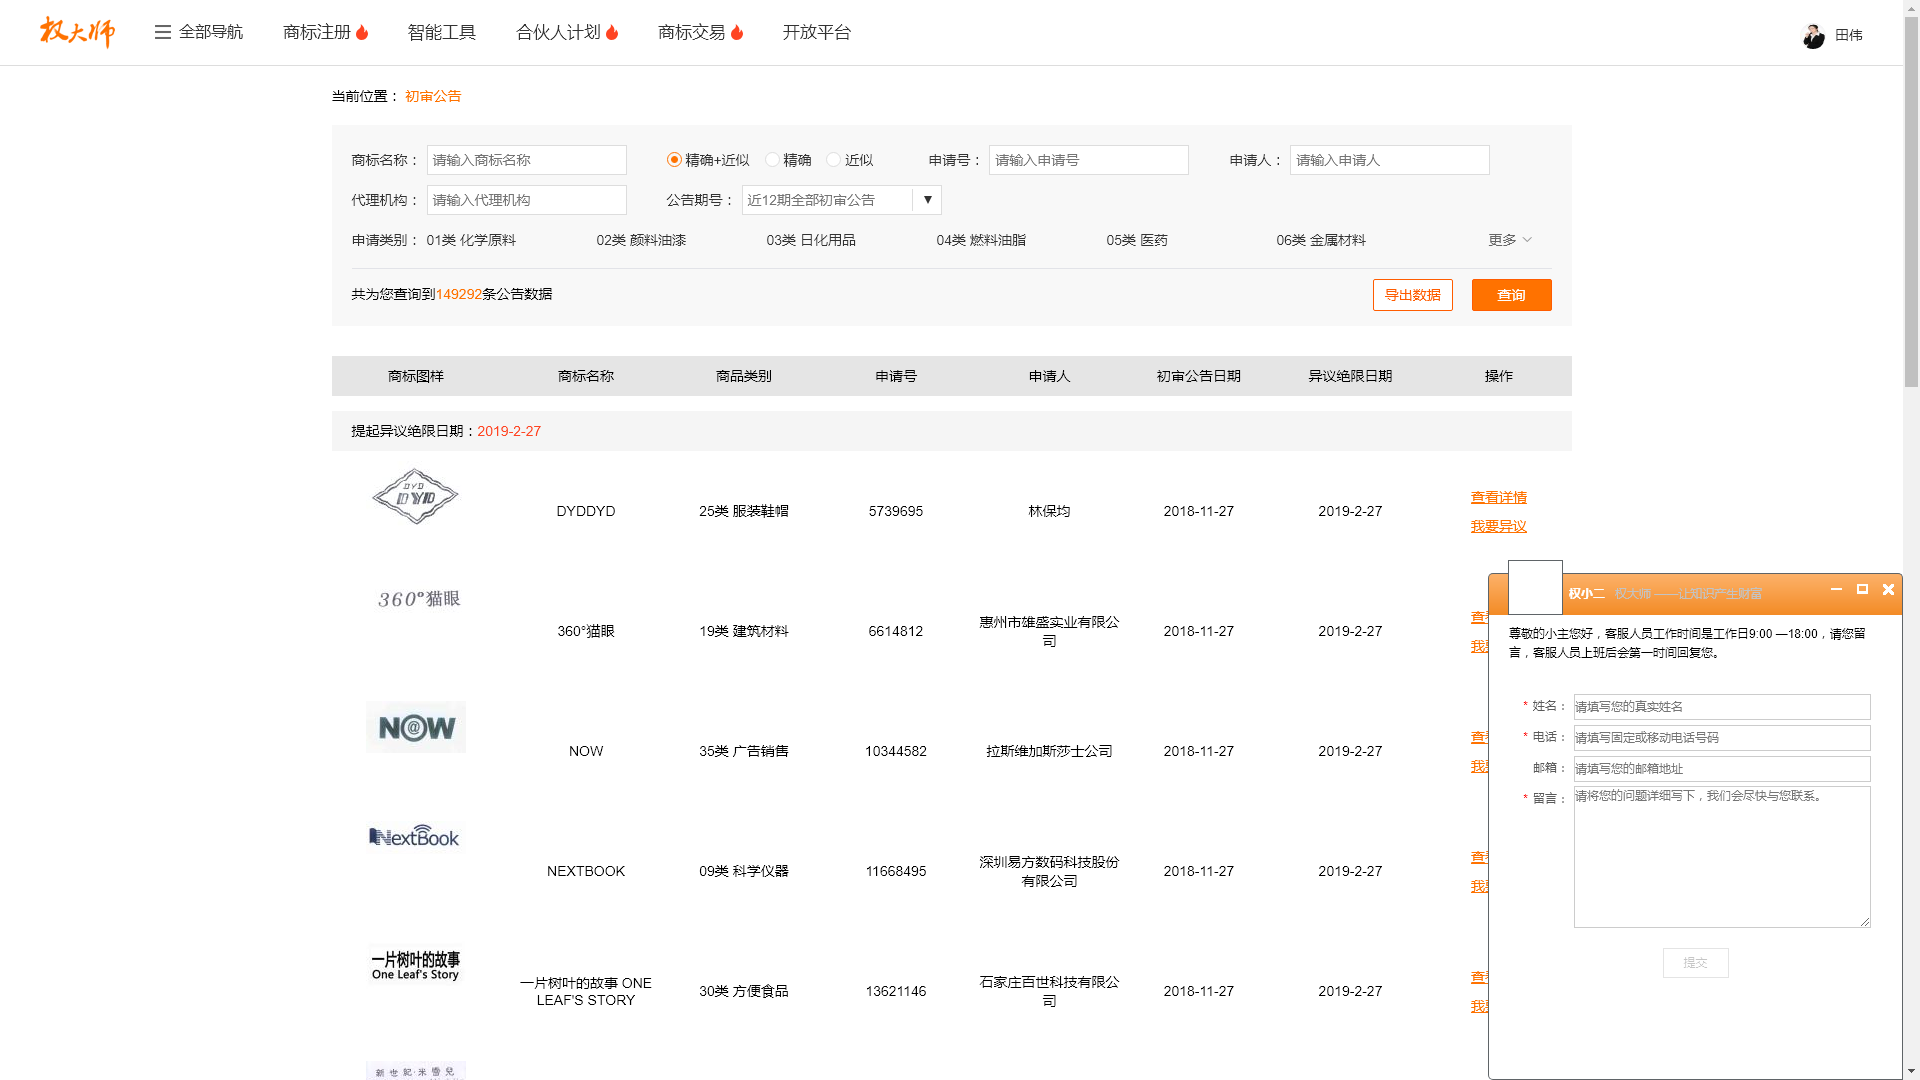 权大师 全部导航 商标注册 智能工具 合伙人计划 商标交易 开放平台 田伟
当前位置： 初审公告
商标名称： 请输入商标名称 精确+近似 精确 近似 申请号： 请输入申请号 申请人： 请输入申请人
代理机构： 请输入代理机构 公告期号： 近12期全部初审公告 ▼
申请类别： 01类 化学原料 02类 颜料油漆 03类 日化用品 04类 燃料油脂 05类 医药 06类 金属材料 更多
共为您查询到149292条公告数据 导出数据 查询
商标图样 商标名称 商品类别 申请号 申请人 初审公告日期 异议绝限日期 操作
提起异议绝限日期：2019-2-27
DYD
DYD
DYDDYD 25类 服装鞋帽 5739695 林保均 2018-11-27 2019-2-27 查看详情
我要异议
360°猫眼
360°猫眼 19类 建筑材料 6614812 惠州市雄盛实业有限公司 2018-11-27 2019-2-27
N@W
NOW 35类 广告销售 10344582 拉斯维加斯莎士公司 2018-11-27 2019-2-27
NextBook
NEXTBOOK 09类 科学仪器 11668495 深圳易方数码科技股份有限公司 2018-11-27 2019-2-27
一片树叶的故事
One Leaf's Story
一片树叶的故事 ONE LEAF'S STORY 30类 方便食品 13621146 石家庄百世科技有限公司 2018-11-27 2019-2-27
新世紀·米雪兒
权小二 权大师 ——让知识产生财富
尊敬的小主您好，客服人员工作时间是工作日9:00 —18:00，请您留
言，客服人员上班后会第一时间回复您。
* 姓名： 请填写您的真实姓名
* 电话： 请填写固定或移动电话号码
邮箱： 请填写您的邮箱地址
* 留言： 请将您的问题详细写下，我们会尽快与您联系。
提交